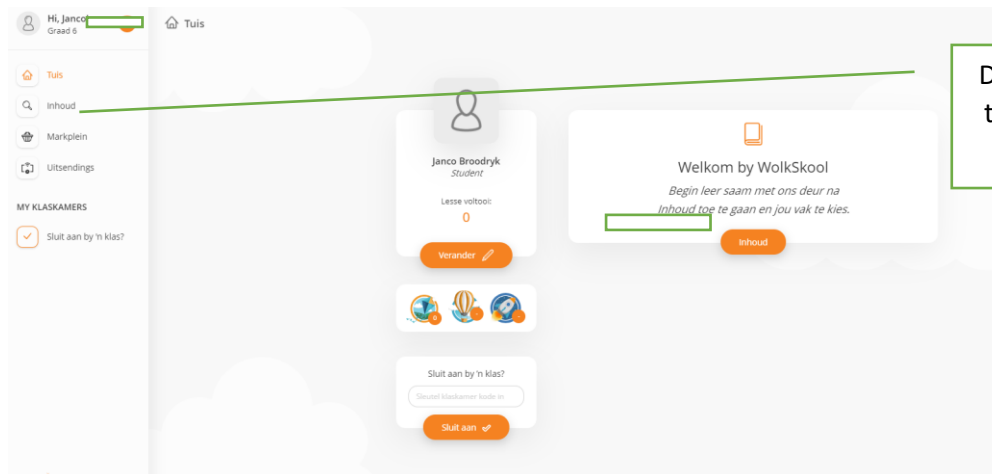 Hi, Janco
Graad 6
Tuis
Tuis
Inhoud
Markplein
Uitsendings
MY KLASKAMERS
Sluit aan by 'n klas?
Janco Broodryk
Student
Lesse voltooi:
0
Verander
Sluit aan by 'n klas?
Sleutel klaskamer kode in
Sluit aan
Welkom by WolkSkool
Begin leer saam met ons deur na
Inhoud toe te gaan en jou vak te kies.
Inhoud
D
t